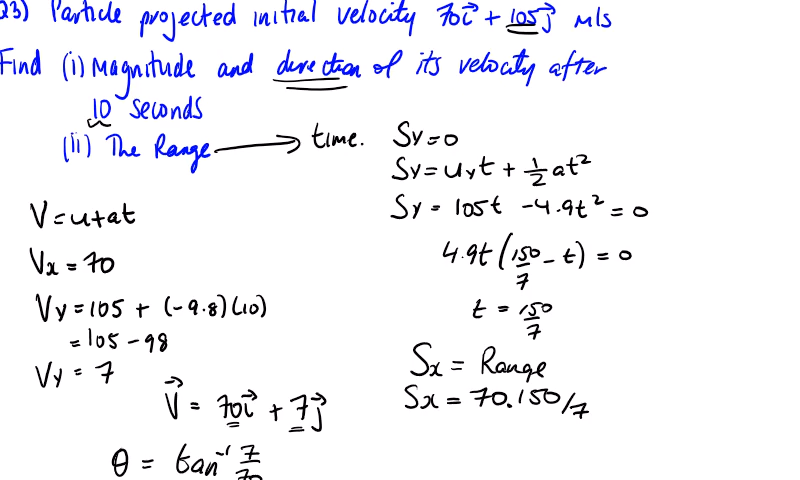 Q3) Particle projected initial velocity 70i⃗ + 105j⃗ m/s
Find (i) Magnitude and direction of its velocity after
10 seconds
(ii) The Range → time.
V = u+at
Vx = 70
Vy = 105 + (-9.8)(10)
= 105 - 98
Vy = 7
V⃗ = 70i⃗ + 7j⃗
θ = tan⁻¹ 7/70
Sy = 0
Sy = uyt + 1/2 at²
Sy = 105t - 4.9t² = 0
4.9t (150/7 - t) = 0
t = 150/7
Sx = Range
Sx = 70.150/7